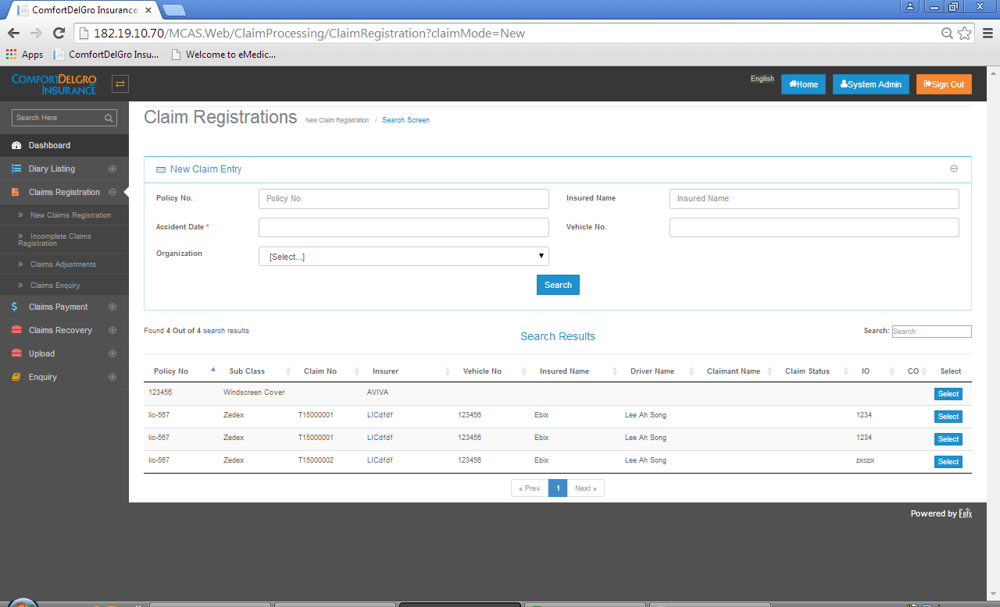 ComfortDelGro Insurance
182.19.10.70/MCAS.Web/ClaimProcessing/ClaimRegistration?claimMode=New
Apps ComfortDelGro Insu... Welcome to eMedic...
COMFORTDELGRO
INSURANCE
English Home System Admin Sign Out
Search Here
Dashboard
Diary Listing
Claims Registration
» New Claims Registration
» Incomplete Claims
Registration
» Claims Adjustments
» Claims Enquiry
Claims Payment
Claims Recovery
Upload
Enquiry
Claim Registrations New Claim Registration / Search Screen
New Claim Entry
Policy No. Policy No. Insured Name Insured Name
Accident Date * Vehicle No.
Organization [Select...]
Search
Found 4 Out of 4 search results Search Results Search: Search
Policy No Sub Class Claim No Insurer Vehicle No Insured Name Driver Name Claimant Name Claim Status IO CO Select
123456 Windscreen Cover AVIVA Select
lic-567 Zedex T15000001 LICdfdf 123456 Ebix Lee Ah Song 1234 Select
lic-567 Zedex T15000001 LICdfdf 123456 Ebix Lee Ah Song 1234 Select
lic-567 Zedex T15000002 LICdfdf 123456 Ebix Lee Ah Song zxczx Select
« Prev 1 Next »
Powered by Ebix